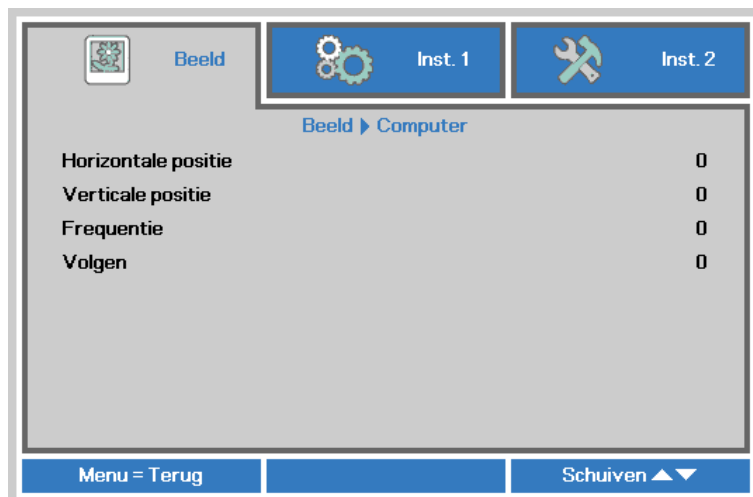 Beeld
Inst. 1
Inst. 2
Beeld ▶ Computer
Horizontale positie 0
Verticale positie 0
Frequentie 0
Volgen 0
Menu = Terug
Schuiven ▲▼